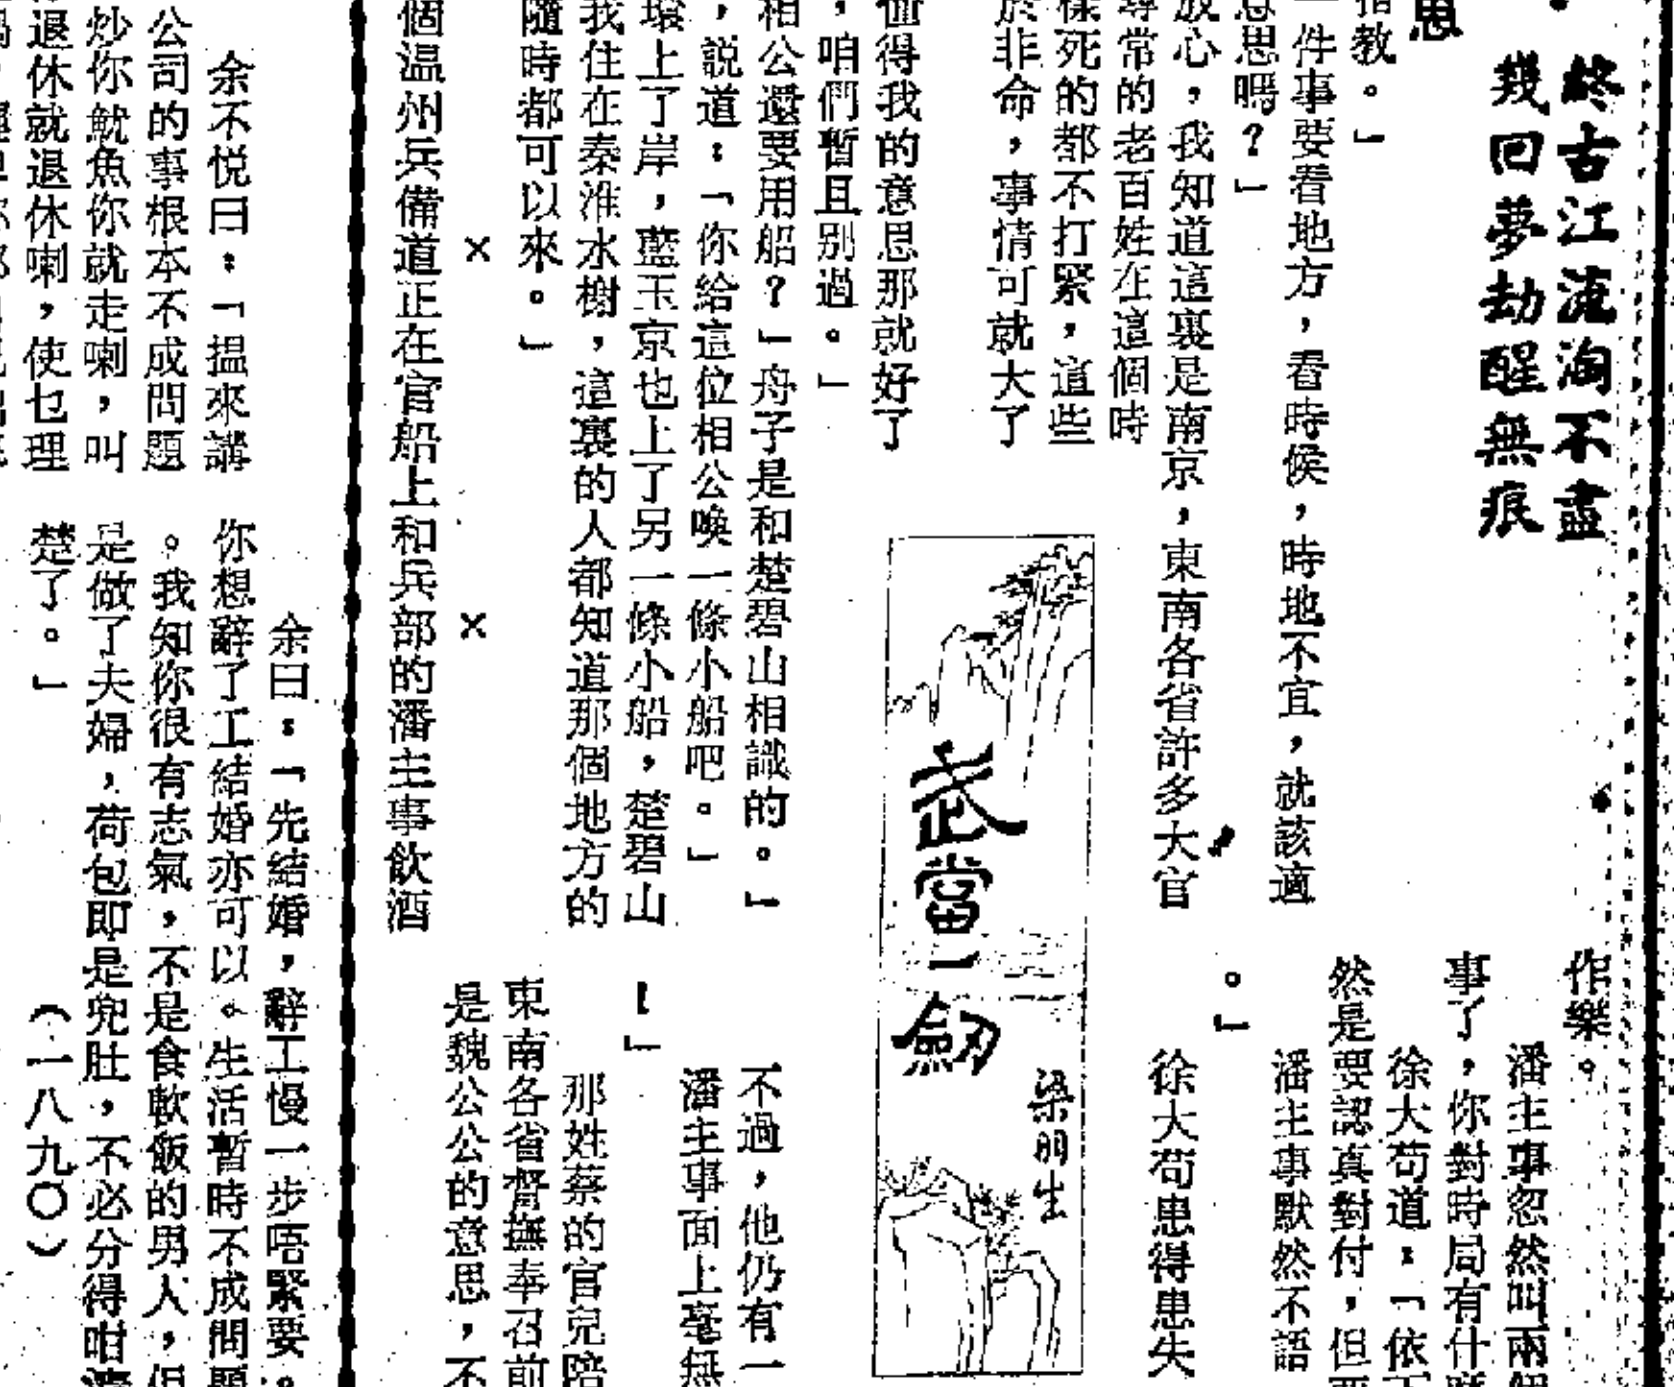 終古江流淘不盡
幾回夢劫醒無痕
思
指教。」
一件事要看地方，看時候，時地不宜，就該適
意思嗎？」
放心，我知道這裏是南京，東南各省許多大官
尋常的老百姓在這個時
樣死的都不打緊，這些
於非命，事情可就大了
值得我的意思那就好了
，咱們暫且別過。」
相公還要用船？」舟子是和楚碧山相識的。」
，説道：「你給這位相公喚一條小船吧。」
環上了岸，藍玉京也上了另一條小船，楚碧山
我住在秦淮水榭，這裏的人都知道那個地方的
隨時都可以來。」
× ×
個温州兵備道正在官船上和兵部的潘主事飲酒
武當一劍
梁羽生
作樂。
潘主事忽然叫兩個
事了，你對時局有什麼
徐大苟道：「依
然是要認真對付，但
潘主事默然不語
。」
徐大苟患得患失
不過，他仍有一
潘主事面上毫無
！」
那姓蔡的官兒陪
東南各省督撫奉召前
是魏公公的意思，不
余不悦曰：「揾來講
公司的事根本不成問題
炒你魷魚你就走喇，叫
退休就退休喇，使乜理
余曰：「先結婚，辭工慢一步唔緊要。
你想辭了工結婚亦可以。生活暫時不成問題
。我知你很有志氣，不是食軟飯的男人，但
是做了夫婦，荷包即是兜肚，不必分得咁清
楚了。」
（一八九〇）